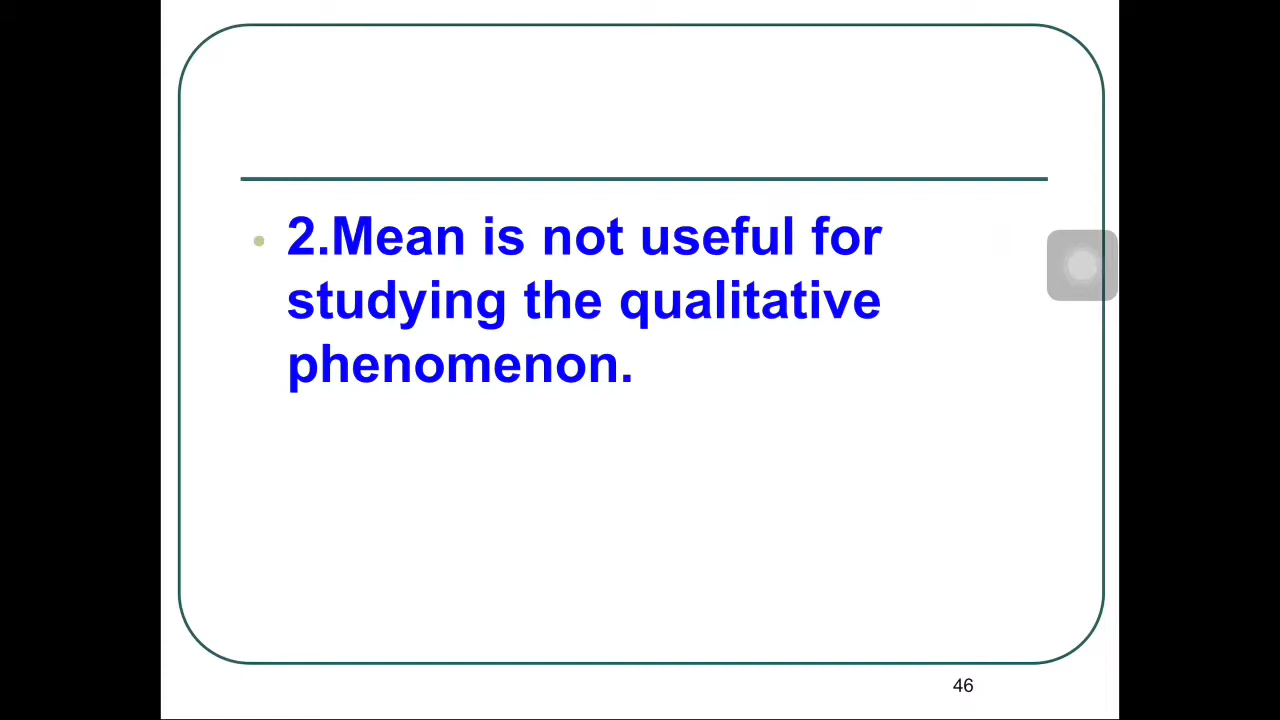 • 2.Mean is not useful for
studying the qualitative
phenomenon.
46